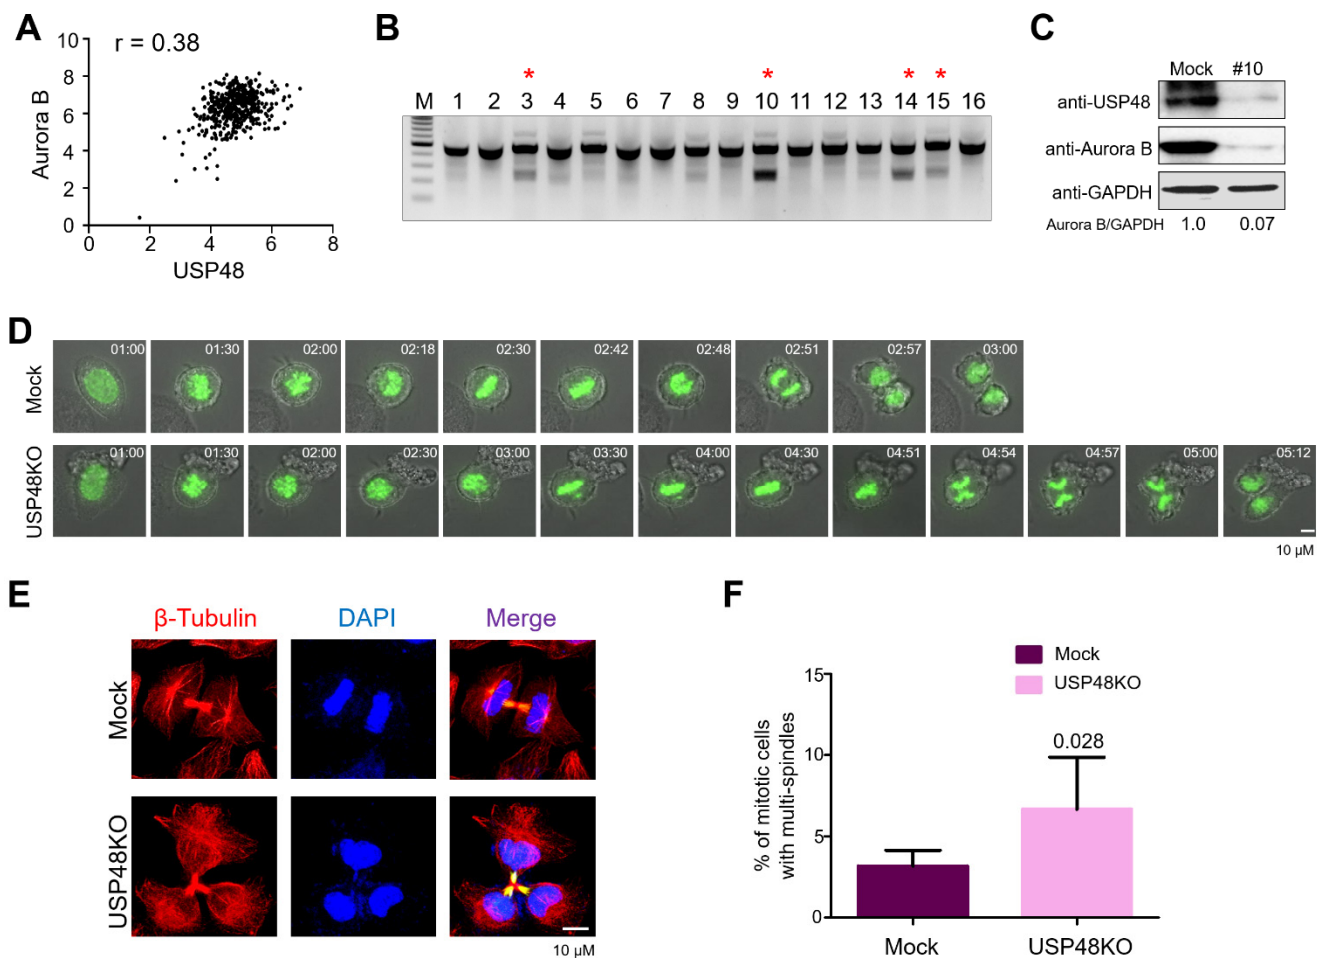 A
r = 0.38
10
8
6
4
2
0
Aurora B
0 2 4 6 8
USP48
B
* * * *
M 1 2 3 4 5 6 7 8 9 10 11 12 13 14 15 16
C
Mock #10
anti-USP48
anti-Aurora B
anti-GAPDH
Aurora B/GAPDH 1.0 0.07
D
Mock
01:00 01:30 02:00 02:18 02:30 02:42 02:48 02:51 02:57 03:00
USP48KO
01:00 01:30 02:00 02:30 03:00 03:30 04:00 04:30 04:51 04:54 04:57 05:00 05:12
10 µM
E
β-Tubulin DAPI Merge
Mock
USP48KO
10 µM
F
Mock
USP48KO
15
10
5
0
% of mitotic cells
with multi-spindles
0.028
Mock USP48KO